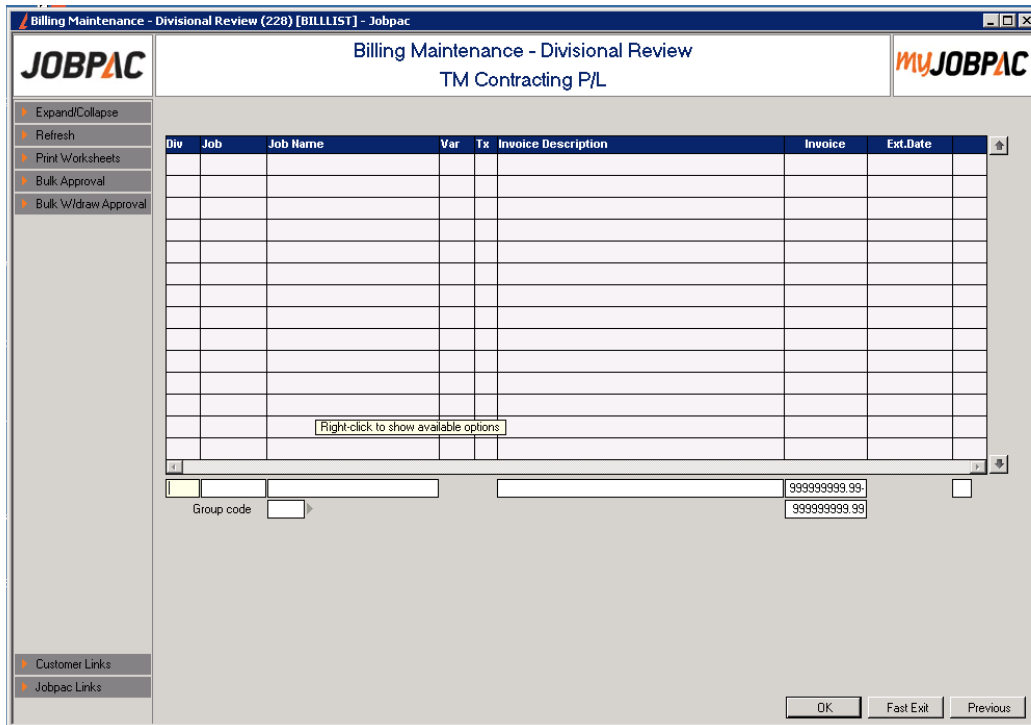 Billing Maintenance - Divisional Review (228) [BILLLIST] - Jobpac
JOBPAC
Billing Maintenance - Divisional Review
TM Contracting P/L
myJOBPAC
Expand/Collapse
Refresh
Print Worksheets
Bulk Approval
Bulk W/draw Approval
Div Job Job Name Var Tx Invoice Description Invoice Ext.Date
Right-click to show available options
999999999.99-
Group code 999999999.99
Customer Links
Jobpac Links
OK Fast Exit Previous